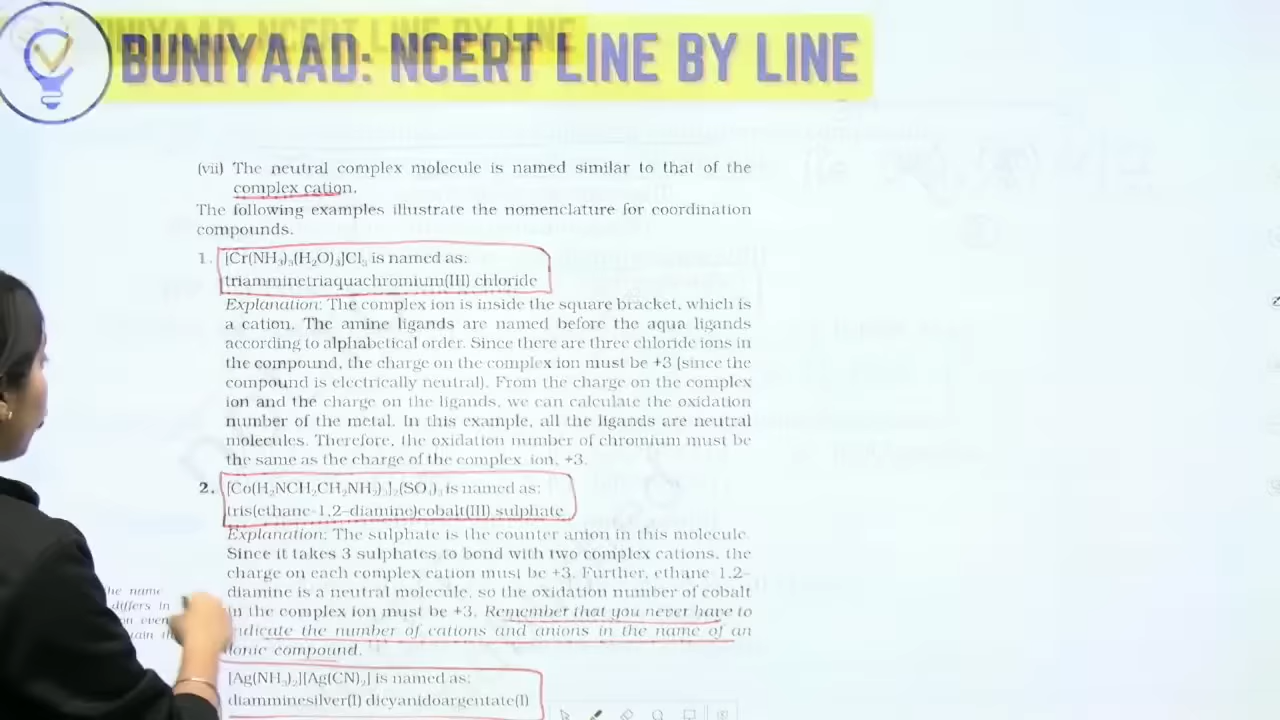 BUNIYAAD: NCERT LINE BY LINE
(vii) The neutral complex molecule is named similar to that of the
complex cation.
The following examples illustrate the nomenclature for coordination
compounds.
1. [Cr(NH₃)₃(H₂O)₃]Cl₃ is named as:
triamminetriaquachromium(III) chloride
Explanation: The complex ion is inside the square bracket, which is
a cation. The amine ligands are named before the aqua ligands
according to alphabetical order. Since there are three chloride ions in
the compound, the charge on the complex ion must be +3 (since the
compound is electrically neutral). From the charge on the complex
ion and the charge on the ligands, we can calculate the oxidation
number of the metal. In this example, all the ligands are neutral
molecules. Therefore, the oxidation number of chromium must be
the same as the charge of the complex ion, +3.
2. [Co(H₂NCH₂CH₂NH₂)₃]₂(SO₄)₃ is named as:
tris(ethane-1,2–diamine)cobalt(III) sulphate
Explanation: The sulphate is the counter anion in this molecule.
Since it takes 3 sulphates to bond with two complex cations, the
charge on each complex cation must be +3. Further, ethane-1,2–
diamine is a neutral molecule, so the oxidation number of cobalt
in the complex ion must be +3. Remember that you never have to
indicate the number of cations and anions in the name of an
ionic compound.
[Ag(NH₃)₂][Ag(CN)₂] is named as:
diamminesilver(I) dicyanidoargentate(I)
name
differs in
even